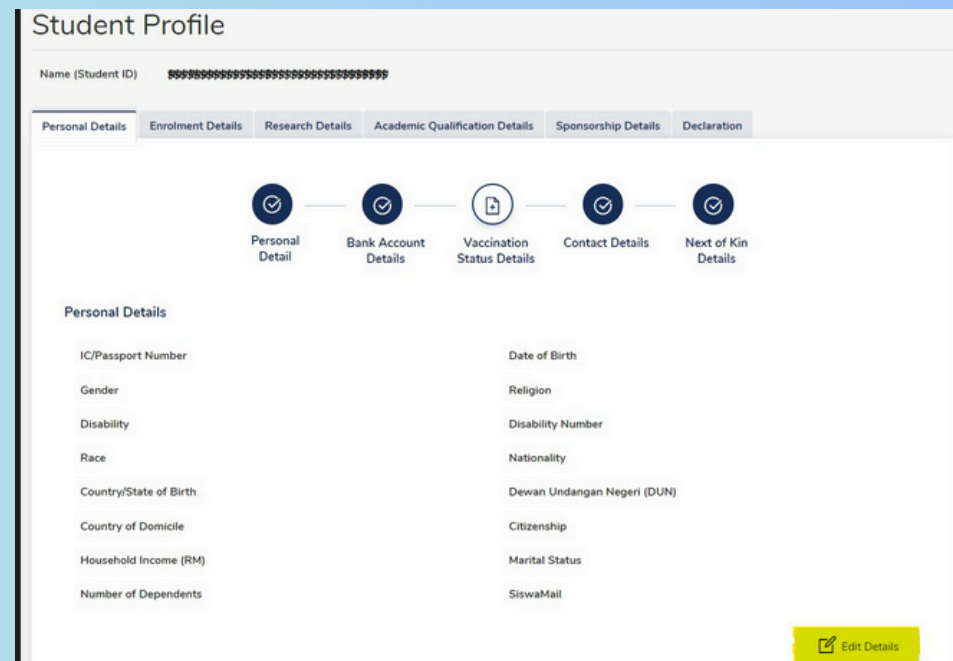 Student Profile
Name (Student ID)
Personal Details Enrolment Details Research Details Academic Qualification Details Sponsorship Details Declaration
Personal Detail
Bank Account Details
Vaccination Status Details
Contact Details
Next of Kin Details
Personal Details
IC/Passport Number Date of Birth
Gender Religion
Disability Disability Number
Race Nationality
Country/State of Birth Dewan Undangan Negeri (DUN)
Country of Domicile Citizenship
Household Income (RM) Marital Status
Number of Dependents SiswaMail
Edit Details